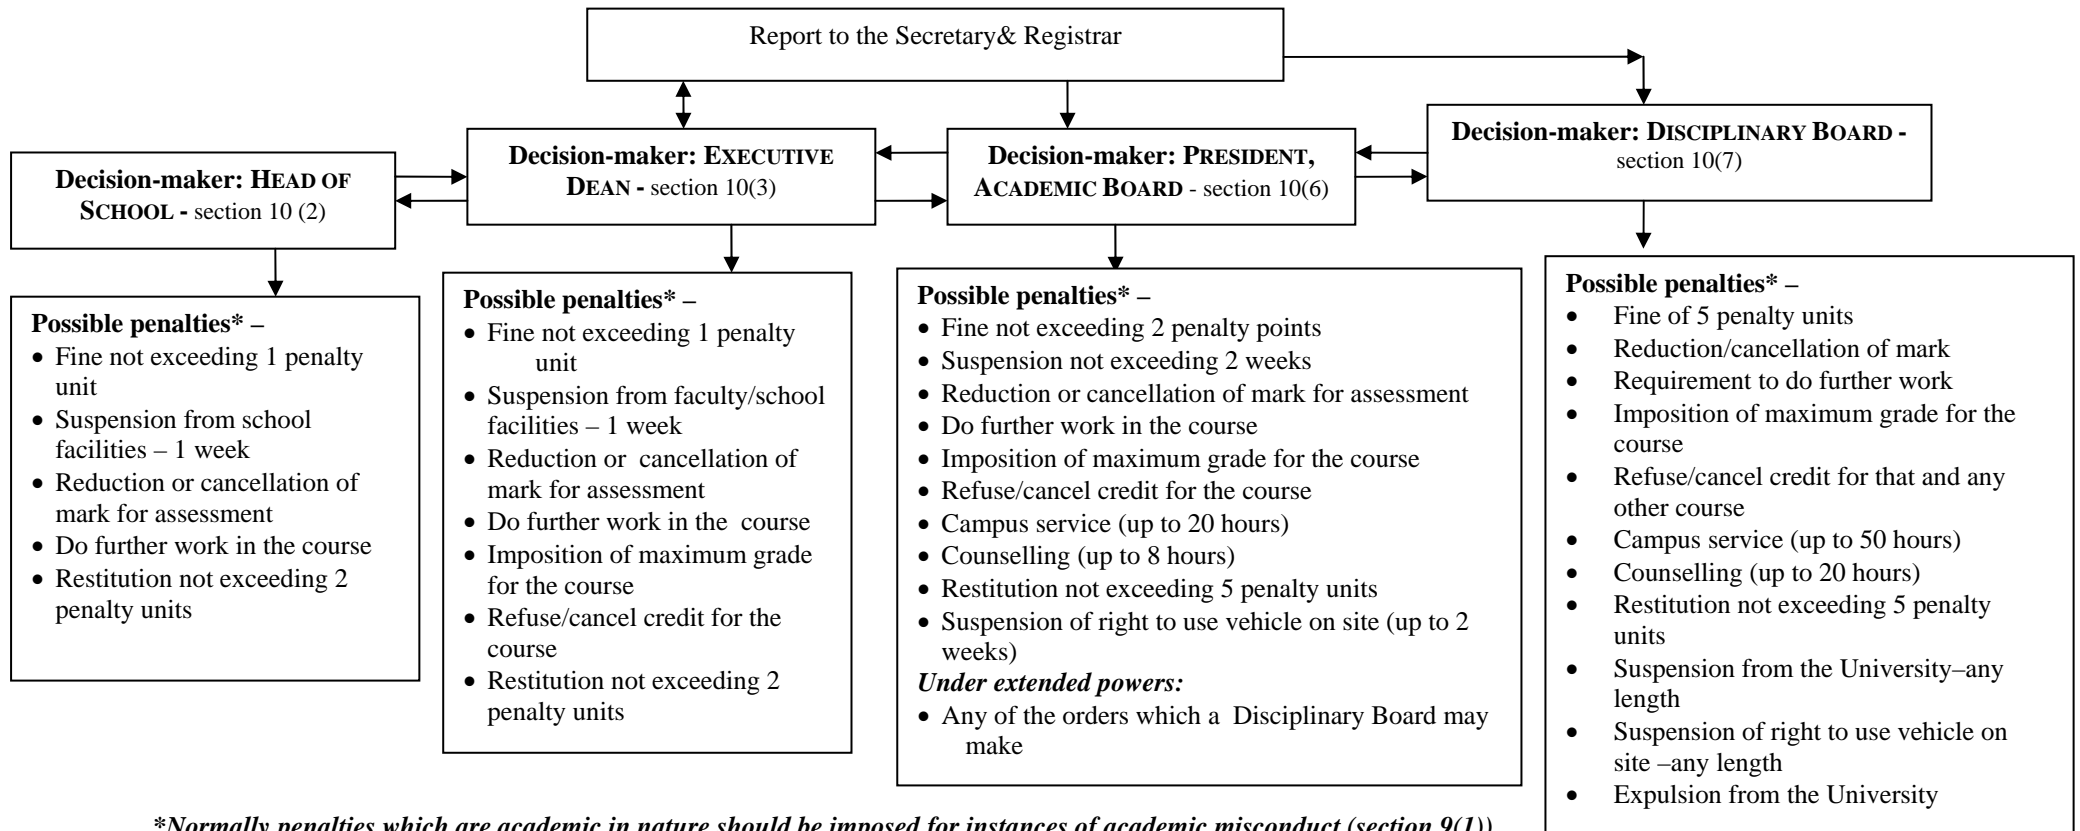 Report to the Secretary& Registrar
Decision-maker: HEAD OF
SCHOOL - section 10 (2)
Decision-maker: EXECUTIVE
DEAN - section 10(3)
Decision-maker: PRESIDENT,
ACADEMIC BOARD - section 10(6)
Decision-maker: DISCIPLINARY BOARD -
section 10(7)
Possible penalties* –
• Fine not exceeding 1 penalty
unit
• Suspension from school
facilities – 1 week
• Reduction or cancellation of
mark for assessment
• Do further work in the course
• Restitution not exceeding 2
penalty units
Possible penalties* –
• Fine not exceeding 1 penalty
unit
• Suspension from faculty/school
facilities – 1 week
• Reduction or cancellation of
mark for assessment
• Do further work in the course
• Imposition of maximum grade
for the course
• Refuse/cancel credit for the
course
• Restitution not exceeding 2
penalty units
Possible penalties* –
• Fine not exceeding 2 penalty points
• Suspension not exceeding 2 weeks
• Reduction or cancellation of mark for assessment
• Do further work in the course
• Imposition of maximum grade for the course
• Refuse/cancel credit for the course
• Campus service (up to 20 hours)
• Counselling (up to 8 hours)
• Restitution not exceeding 5 penalty units
• Suspension of right to use vehicle on site (up to 2
weeks)
Under extended powers:
• Any of the orders which a Disciplinary Board may
make
Possible penalties* –
• Fine of 5 penalty units
• Reduction/cancellation of mark
• Requirement to do further work
• Imposition of maximum grade for the
course
• Refuse/cancel credit for that and any
other course
• Campus service (up to 50 hours)
• Counselling (up to 20 hours)
• Restitution not exceeding 5 penalty
units
• Suspension from the University–any
length
• Suspension of right to use vehicle on
site –any length
• Expulsion from the University
*Normally penalties which are academic in nature should be imposed for instances of academic misconduct (section 9(1))